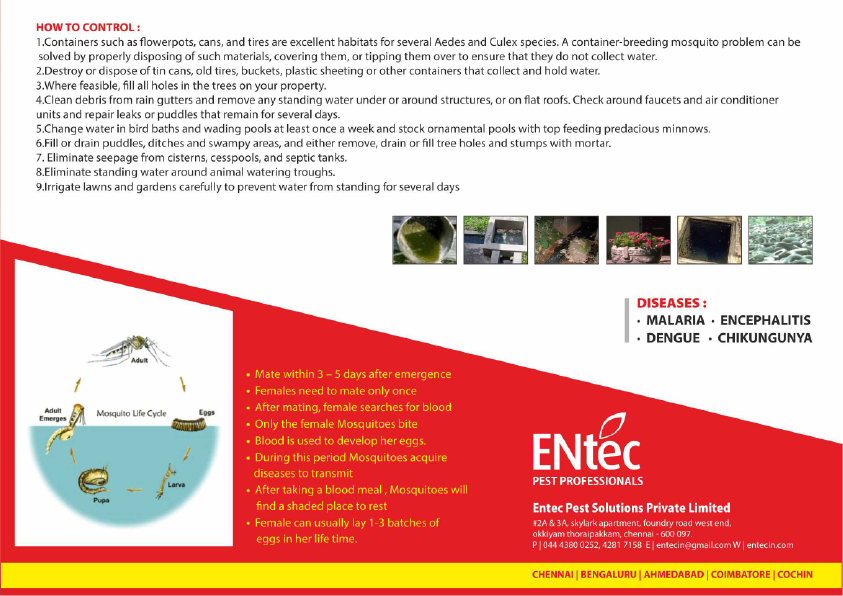 HOW TO CONTROL :
1.Containers such as flowerpots, cans, and tires are excellent habitats for several Aedes and Culex species. A container-breeding mosquito problem can be
solved by properly disposing of such materials, covering them, or tipping them over to ensure that they do not collect water.
2.Destroy or dispose of tin cans, old tires, buckets, plastic sheeting or other containers that collect and hold water.
3.Where feasible, fill all holes in the trees on your property.
4.Clean debris from rain gutters and remove any standing water under or around structures, or on flat roofs. Check around faucets and air conditioner
units and repair leaks or puddles that remain for several days.
5.Change water in bird baths and wading pools at least once a week and stock ornamental pools with top feeding predacious minnows.
6.Fill or drain puddles, ditches and swampy areas, and either remove, drain or fill tree holes and stumps with mortar.
7. Eliminate seepage from cisterns, cesspools, and septic tanks.
8.Eliminate standing water around animal watering troughs.
9.Irrigate lawns and gardens carefully to prevent water from standing for several days
DISEASES :
• MALARIA • ENCEPHALITIS
• DENGUE • CHIKUNGUNYA
Adult
Adult
Emerges
Mosquito Life Cycle
Eggs
Larva
Pupa
• Mate within 3 – 5 days after emergence
• Females need to mate only once
• After mating, female searches for blood
• Only the female Mosquitoes bite
• Blood is used to develop her eggs.
• During this period Mosquitoes acquire
diseases to transmit
• After taking a blood meal , Mosquitoes will
find a shaded place to rest
• Female can usually lay 1-3 batches of
eggs in her life time.
ENtec
PEST PROFESSIONALS
Entec Pest Solutions Private Limited
#2A & 3A, skylark apartment, foundry road west end,
okkiyam thoraipakkam, chennai - 600 097.
P | 044 4380 0252, 4281 7158 E | entecin@gmail.com W | entecin.com
CHENNAI | BENGALURU | AHMEDABAD | COIMBATORE | COCHIN